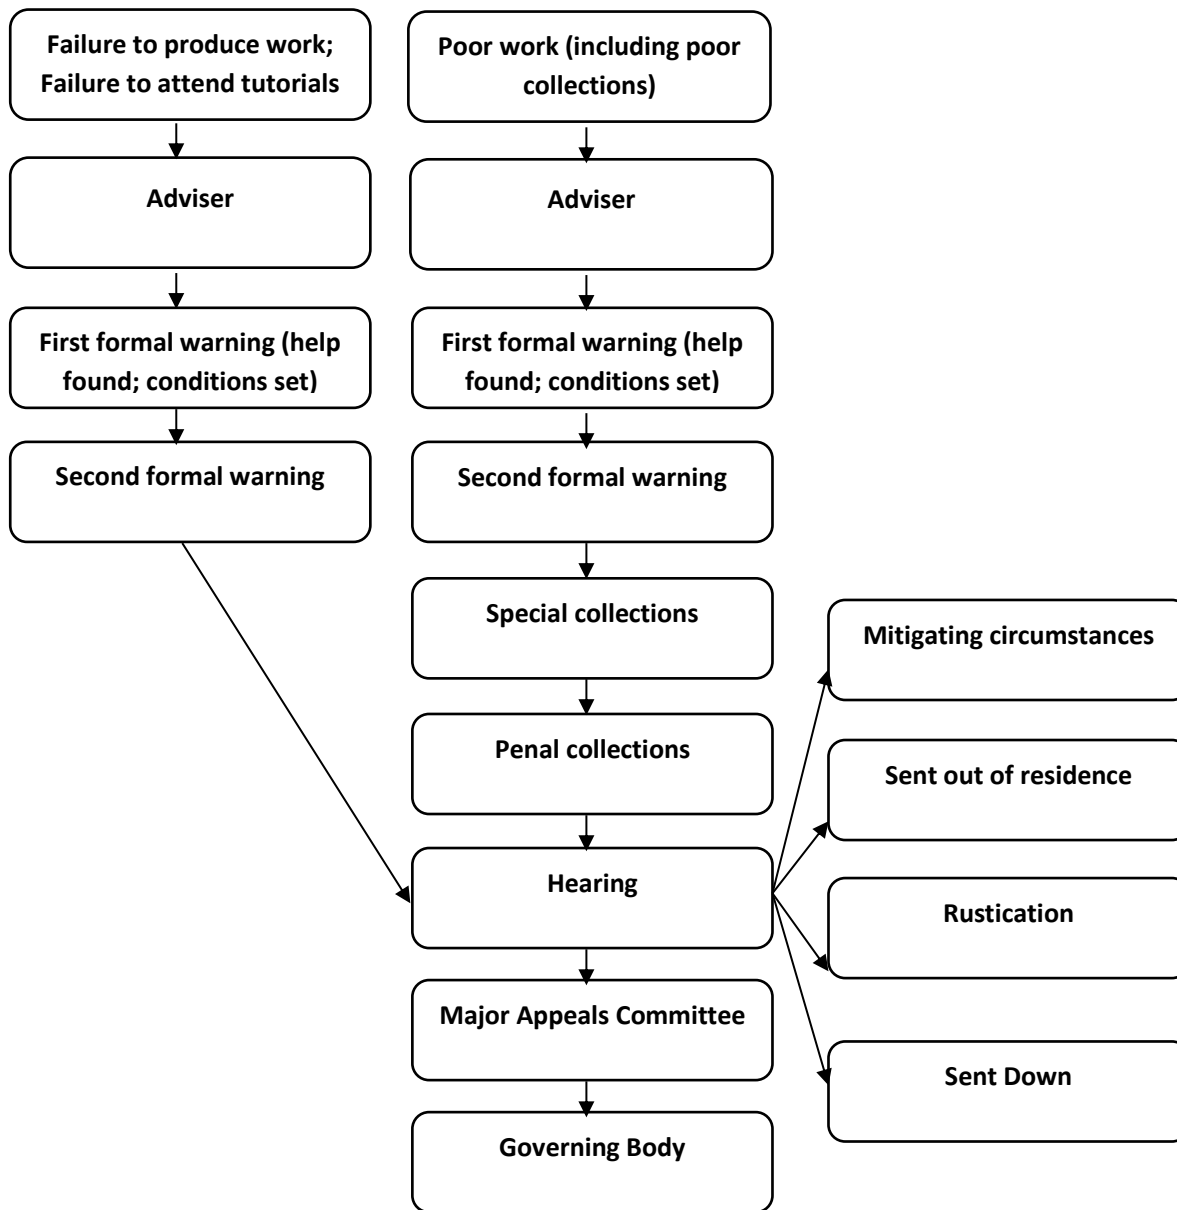 Failure to produce work;
Failure to attend tutorials
Poor work (including poor
collections)
Adviser
Adviser
First formal warning (help
found; conditions set)
First formal warning (help
found; conditions set)
Second formal warning
Second formal warning
Special collections
Mitigating circumstances
Penal collections
Sent out of residence
Hearing
Rustication
Major Appeals Committee
Sent Down
Governing Body